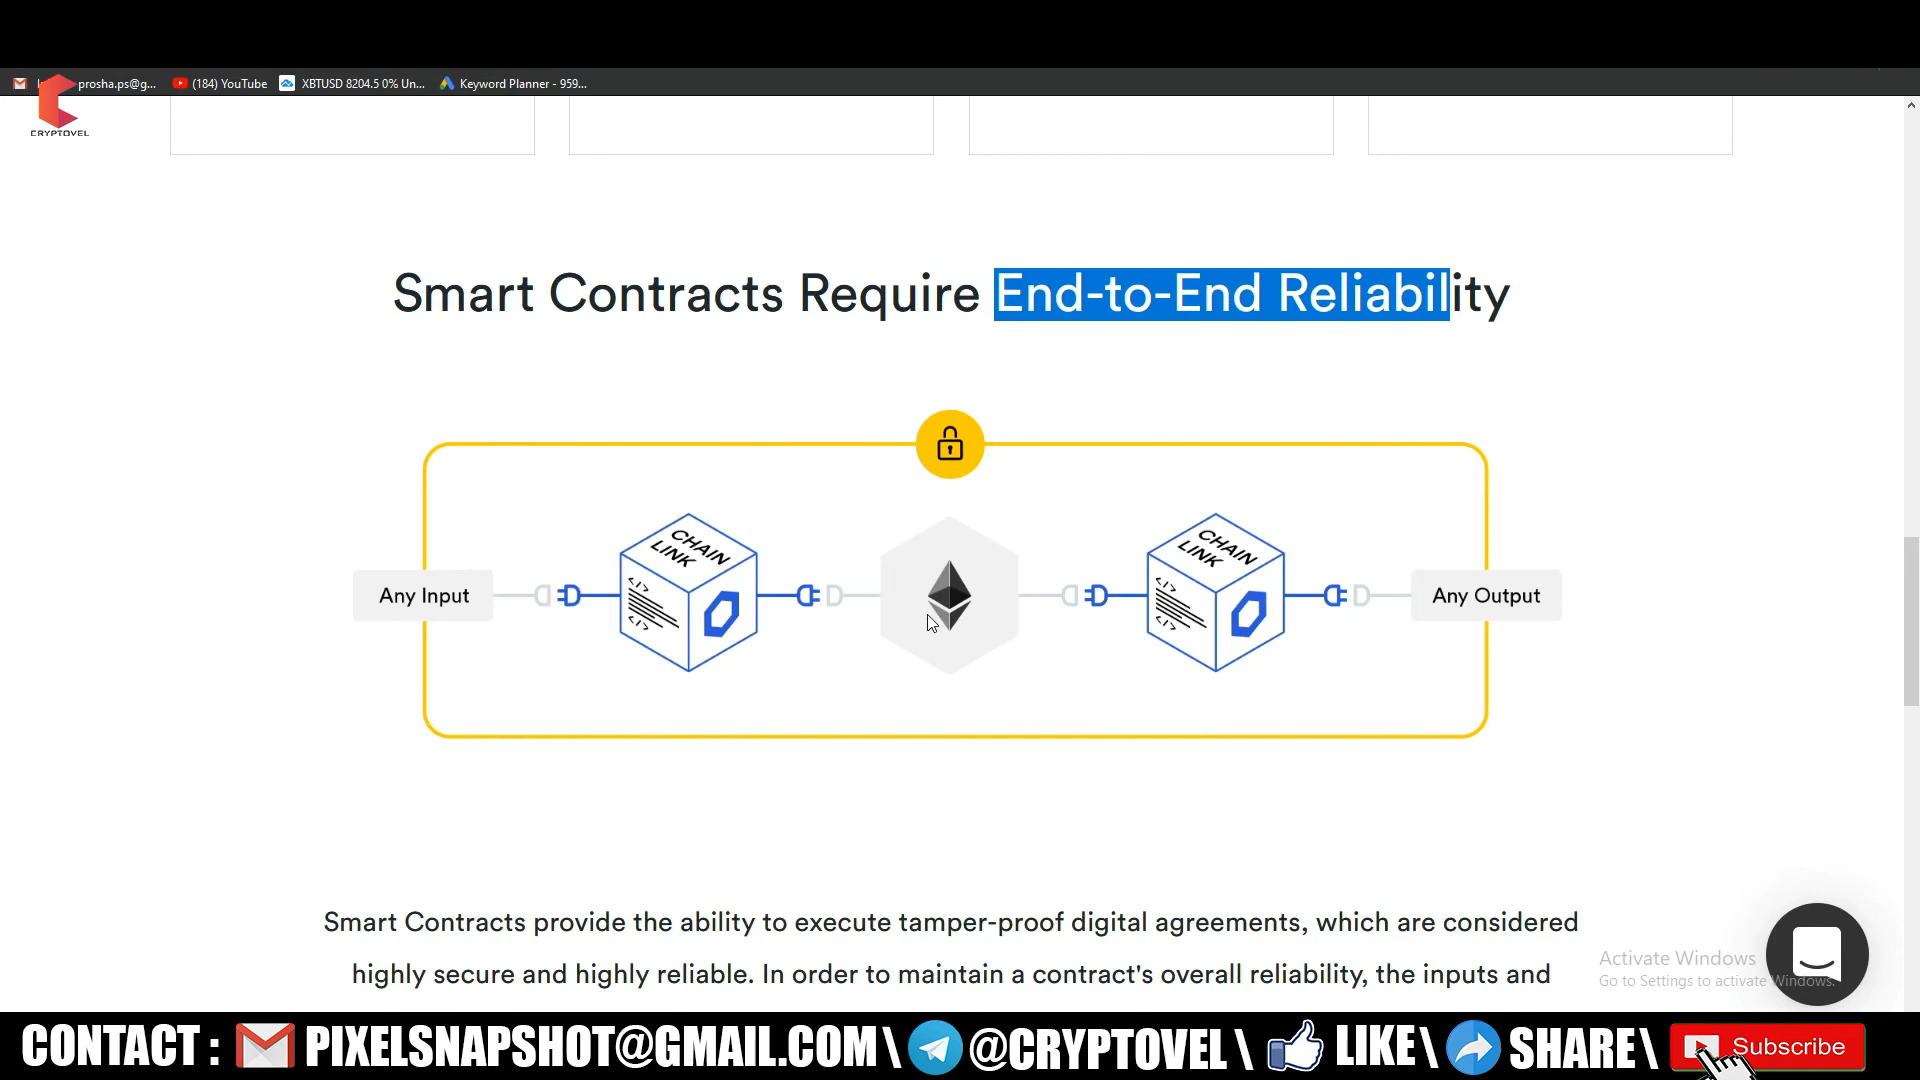 prosha.ps@g...
(184) YouTube
XBTUSD 8204.5 0% Un...
Keyword Planner - 959...
CRYPTOVEL
Smart Contracts Require End-to-End Reliability
CHAIN
LINK
CHAIN
LINK
Any Input
Any Output
Smart Contracts provide the ability to execute tamper-proof digital agreements, which are considered
highly secure and highly reliable. In order to maintain a contract's overall reliability, the inputs and
Activate Windows
Go to Settings to activate Windows.
CONTACT : PIXELSNAPSHOT@GMAIL.COM \ @CRYPTOVEL \ LIKE \ SHARE \ Subscribe